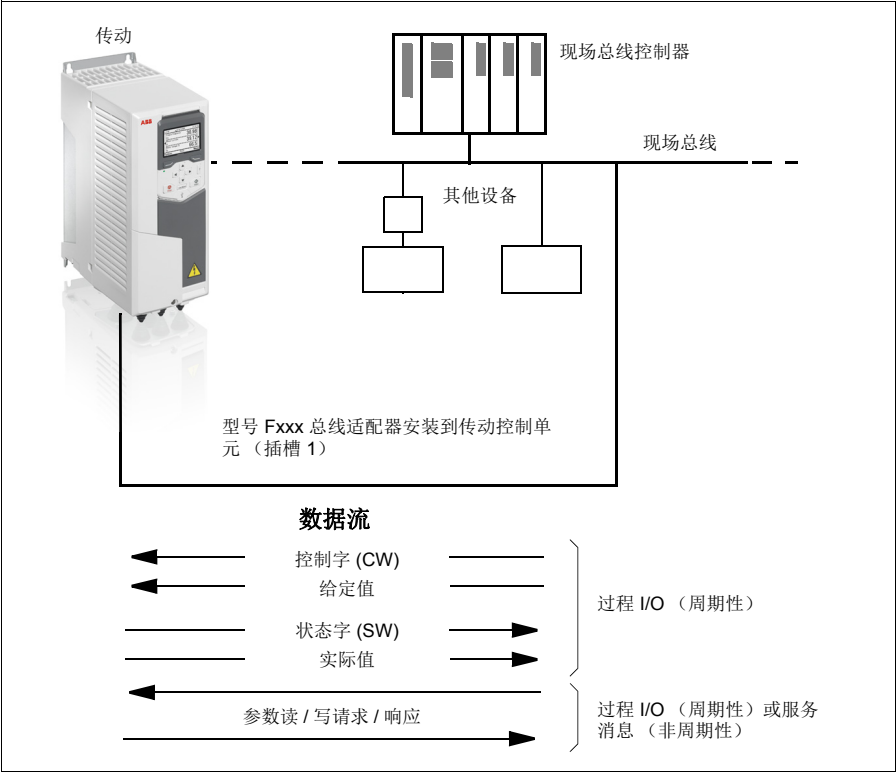 传动
现场总线控制器
ABB
现场总线
其他设备
型号 Fxxx 总线适配器安装到传动控制单
元 （插槽 1）
数据流
控制字 (CW)
给定值
过程 I/O （周期性）
状态字 (SW)
实际值
参数读 / 写请求 / 响应
过程 I/O （周期性）或服务
消息 （非周期性）